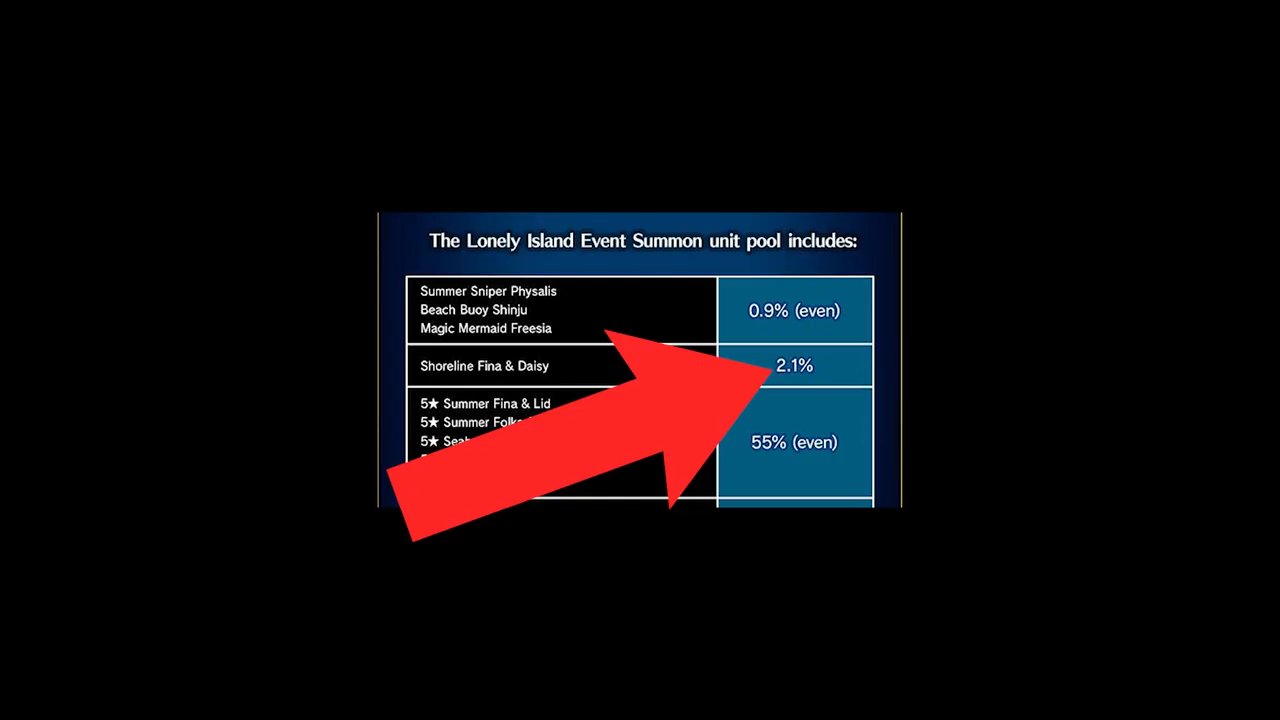 The Lonely Island Event Summon unit pool includes:
Summer Sniper Physalis
Beach Buoy Shinju
Magic Mermaid Freesia
0.9% (even)
Shoreline Fina & Daisy
2.1%
5★ Summer Fina & Lid
5★ Summer
5★
55% (even)